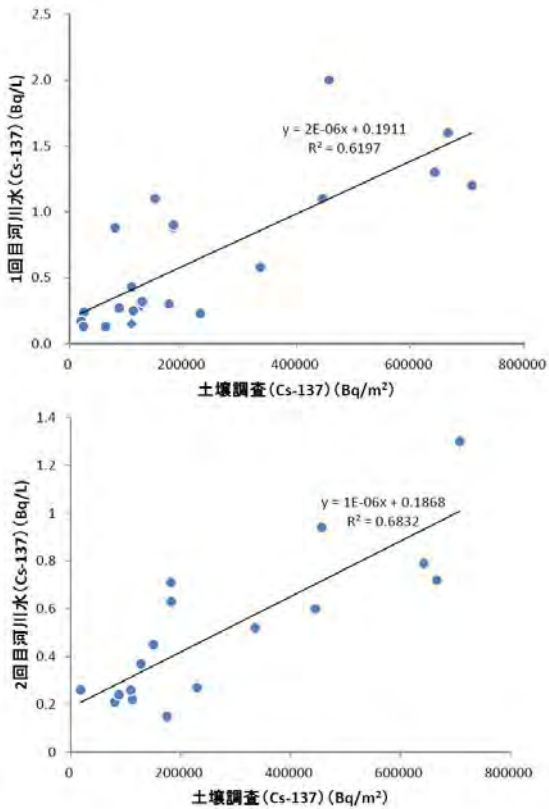 2.5
2.0
1.5
1.0
0.5
0.0
1回目河川水(Cs-137)(Bq/L)
y = 2E-06x + 0.1911
R² = 0.6197
0 200000 400000 600000 800000
土壌調査(Cs-137)(Bq/m²)
1.4
1.2
1
0.8
0.6
0.4
0.2
0
2回目河川水(Cs-137)(Bq/L)
y = 1E-06x + 0.1868
R² = 0.6832
0 200000 400000 600000 800000
土壌調査(Cs-137)(Bq/m²)